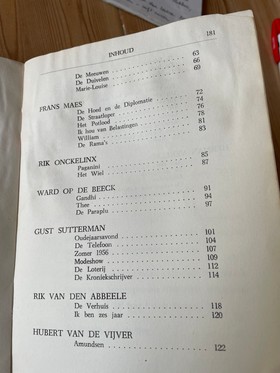 181
INHOUD
De Meeuwen 63
De Duivelen 66
Marie-Louise 69
FRANS MAES
De Hoed en de Diplomatie 72
De Straatloper 74
Het Potlood 76
Ik hou van Belastingen 78
William 81
De Rama's 83
RIK ONCKELINX
Paganini 85
Het Wiel 87
WARD OP DE BEECK
Gandhi 91
Thee 94
De Paraplu 97
GUST SUTTERMAN
Oudejaarsavond 101
De Telefoon 104
Zomer 1956 107
Modeshow 109
De Loterij 112
De Kroniekschrijver 114
RIK VAN DEN ABBEELE
De Verhuis 118
Ik ben zes jaar 120
HUBERT VAN DE VIJVER
Amundsen 122